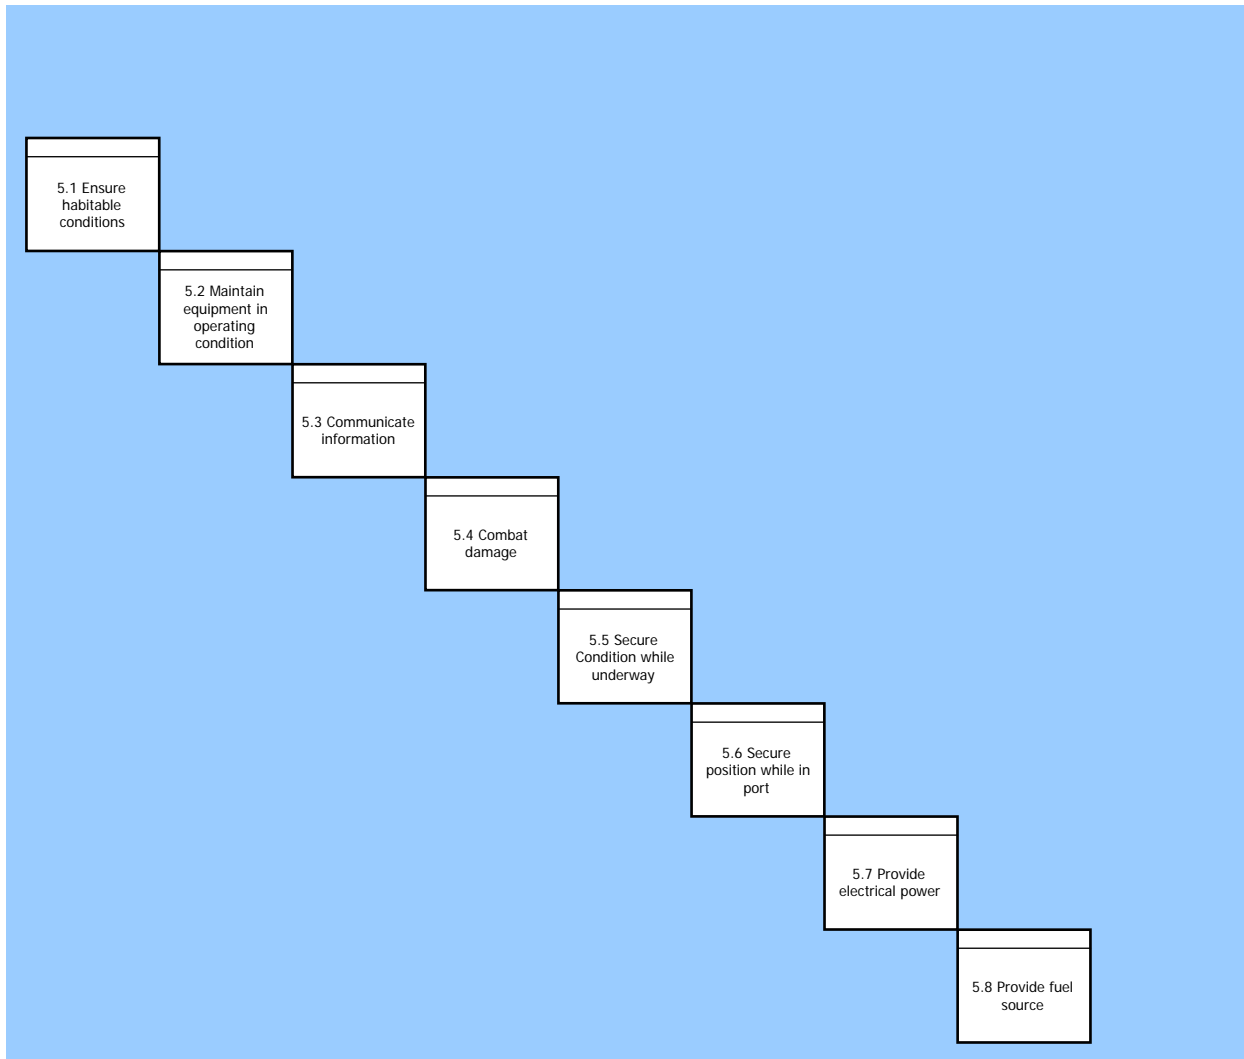 5.1 Ensure
habitable
conditions
5.2 Maintain
equipment in
operating
condition
5.3 Communicate
information
5.4 Combat
damage
5.5 Secure
Condition while
underway
5.6 Secure
position while in
port
5.7 Provide
electrical power
5.8 Provide fuel
source